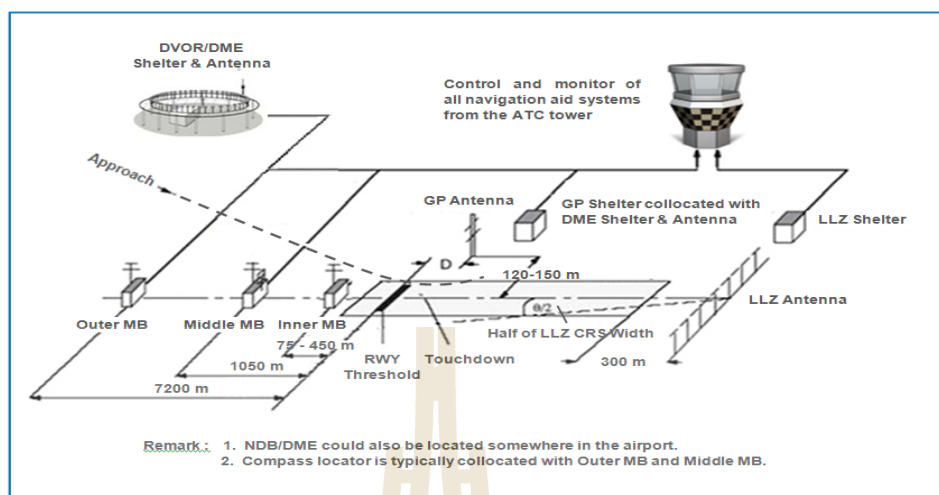 DVOR/DME
Shelter & Antenna
Control and monitor of
all navigation aid systems
from the ATC tower
Approach
GP Antenna
GP Shelter collocated with
DME Shelter & Antenna
LLZ Shelter
D
120-150 m
LLZ Antenna
θ/2
Outer MB
Middle MB
Inner MB
Half of LLZ CRS Width
75 - 450 m
RWY
Threshold
Touchdown
300 m
1050 m
7200 m
Remark : 1. NDB/DME could also be located somewhere in the airport.
2. Compass locator is typically collocated with Outer MB and Middle MB.